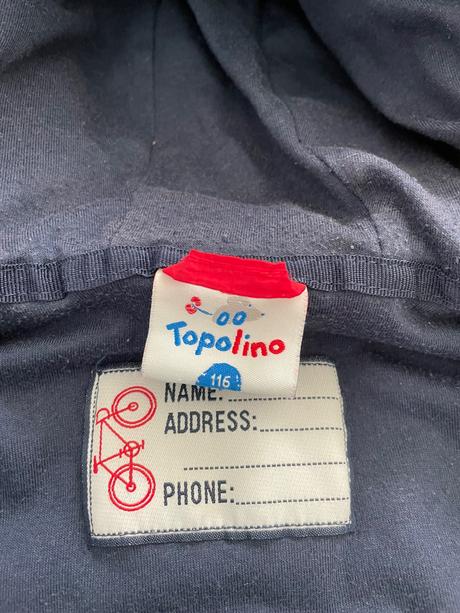 Topolino
116
NAME:
ADDRESS:
PHONE: